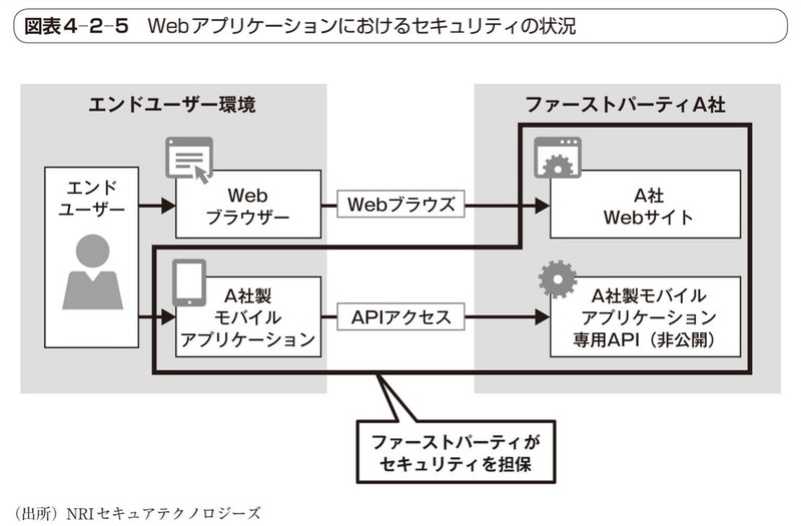 図表4-2-5 Webアプリケーションにおけるセキュリティの状況
エンドユーザー環境
ファーストパーティA社
エンド
ユーザー
Web
ブラウザー
Webブラウズ
A社
Webサイト
A社製
モバイル
アプリケーション
APIアクセス
A社製モバイル
アプリケーション
専用API（非公開）
ファーストパーティが
セキュリティを担保
（出所）NRIセキュアテクノロジーズ